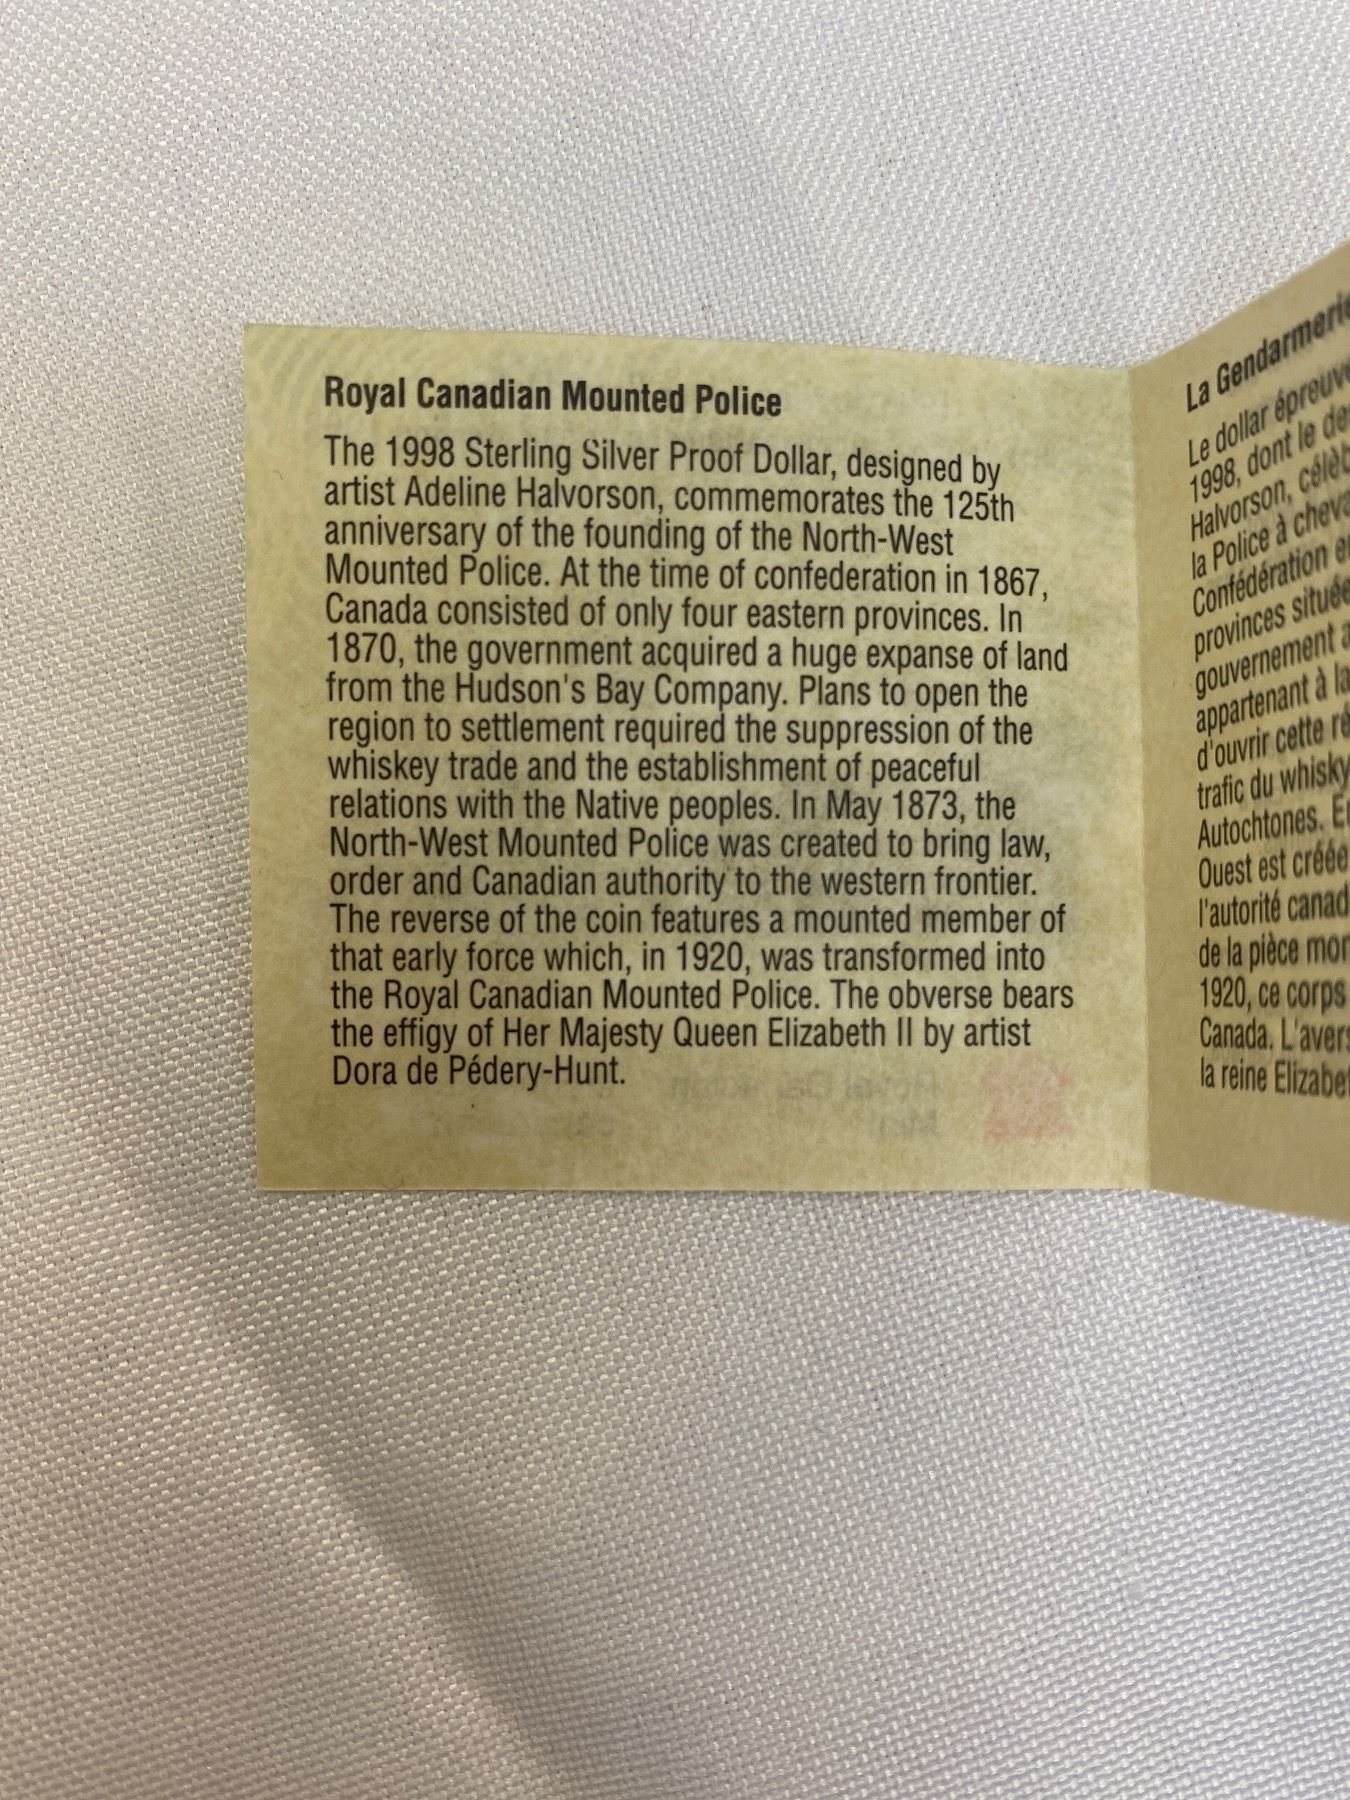 Royal Canadian Mounted Police
The 1998 Sterling Silver Proof Dollar, designed by
artist Adeline Halvorson, commemorates the 125th
anniversary of the founding of the North-West
Mounted Police. At the time of confederation in 1867,
Canada consisted of only four eastern provinces. In
1870, the government acquired a huge expanse of land
from the Hudson's Bay Company. Plans to open the
region to settlement required the suppression of the
whiskey trade and the establishment of peaceful
relations with the Native peoples. In May 1873, the
North-West Mounted Police was created to bring law,
order and Canadian authority to the western frontier.
The reverse of the coin features a mounted member of
that early force which, in 1920, was transformed into
the Royal Canadian Mounted Police. The obverse bears
the effigy of Her Majesty Queen Elizabeth II by artist
Dora de Pédery-Hunt.
La
Le dollar
1998, dont le
Halvorson,
la Police à
Confédération
provinces
gouvernement
appartenant à
d'ouvrir cette
trafic du whisky
Autochtones.
Ouest est
l'autorité
de la pièce
1920, ce corps
Canada.
la reine